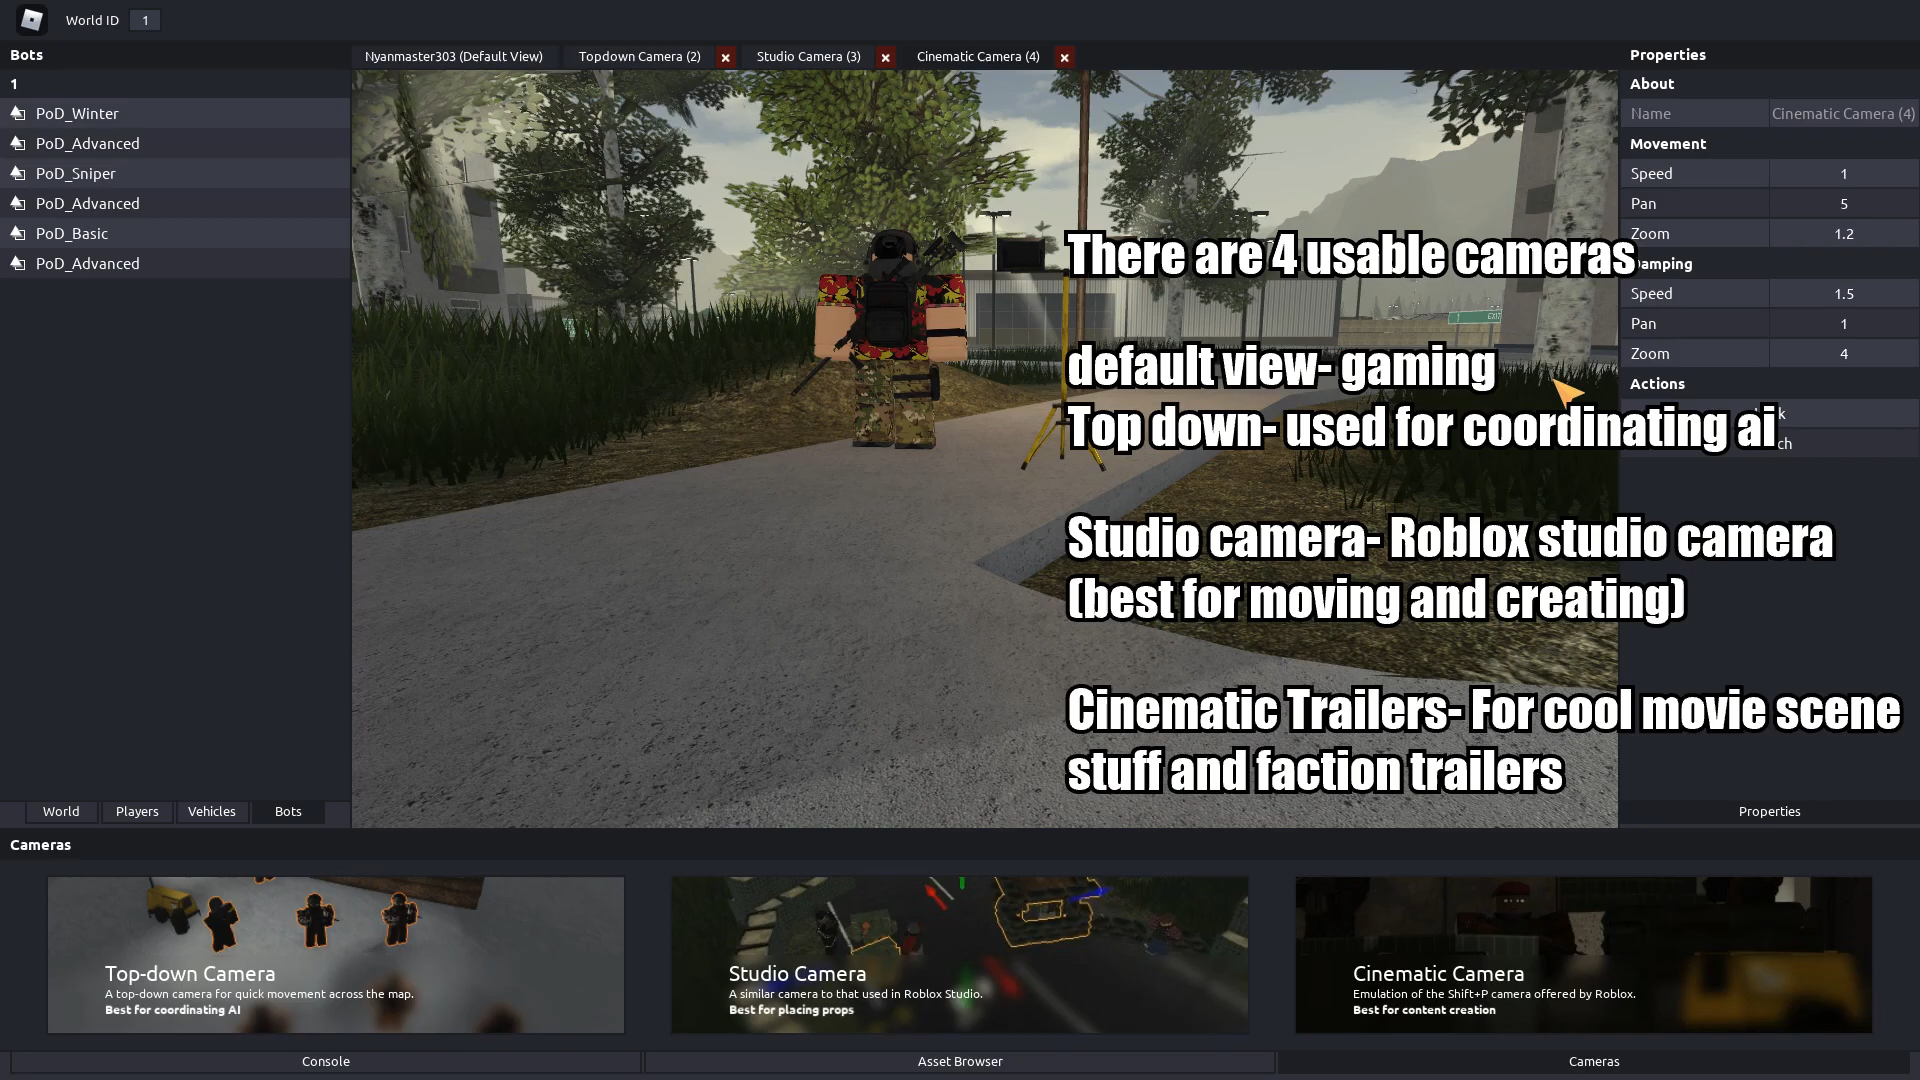 World ID 1
Bots
1
PoD_Winter
PoD_Advanced
PoD_Sniper
PoD_Advanced
PoD_Basic
PoD_Advanced
World Players Vehicles Bots
Nyanmaster303 (Default View) Topdown Camera (2) x Studio Camera (3) x Cinematic Camera (4) x
EXIT
There are 4 usable cameras
default view- gaming
Top down- used for coordinating ai
Studio camera- Roblox studio camera
(best for moving and creating)
Cinematic Trailers- For cool movie scene
stuff and faction trailers
Properties
About
Name Cinematic Camera (4)
Movement
Speed 1
Pan 5
Zoom 1.2
amping
Speed 1.5
Pan 1
Zoom 4
Actions
k
ch
Properties
Cameras
Top-down Camera
A top-down camera for quick movement across the map.
Best for coordinating AI
Studio Camera
A similar camera to that used in Roblox Studio.
Best for placing props
Cinematic Camera
Emulation of the Shift+P camera offered by Roblox.
Best for content creation
Console Asset Browser Cameras